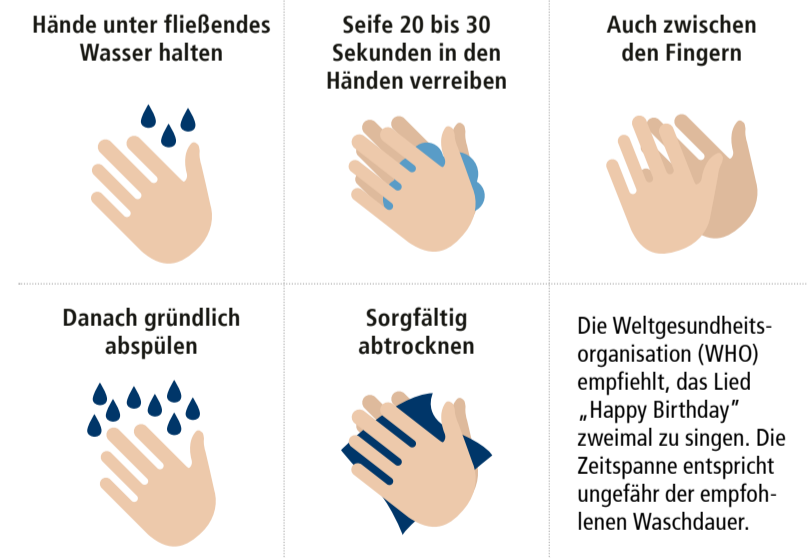 Hände unter fließendes
Wasser halten
Seife 20 bis 30
Sekunden in den
Händen verreiben
Auch zwischen
den Fingern
Danach gründlich
abspülen
Sorgfältig
abtrocknen
Die Weltgesundheits-
organisation (WHO)
empfiehlt, das Lied
„Happy Birthday”
zweimal zu singen. Die
Zeitspanne entspricht
ungefähr der empfoh-
lenen Waschdauer.